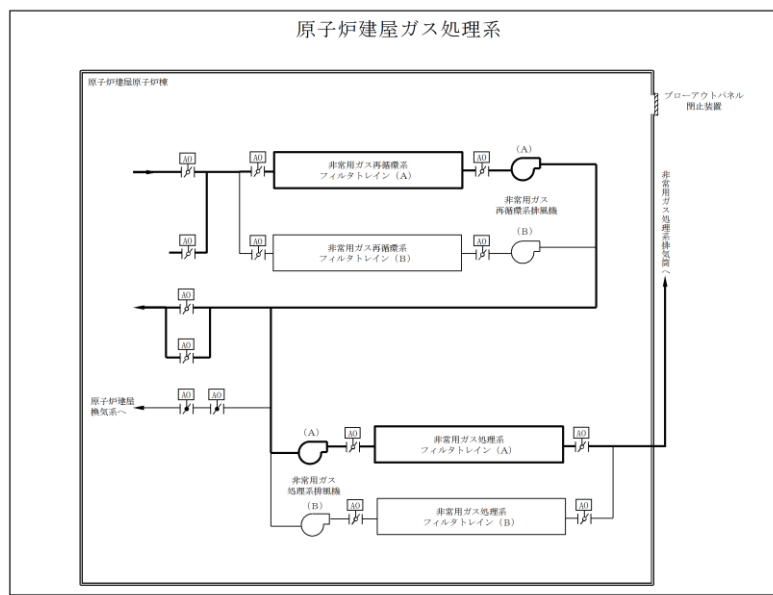 原子炉建屋ガス処理系
原子炉建屋原子炉棟
ブローアウトパネル
閉止装置
AO
AO
非常用ガス再循環系
フィルタトレイン（A）
AO
（A）
非常用ガス
再循環系排風機
AO
AO
非常用ガス再循環系
フィルタトレイン（B）
AO
（B）
非常用ガス処理系排気筒へ
AO
AO
原子炉建屋
換気系へ
AO
AO
（A）
AO
非常用ガス処理系
フィルタトレイン（A）
AO
非常用ガス
処理系排風機
（B）
AO
非常用ガス処理系
フィルタトレイン（B）
AO